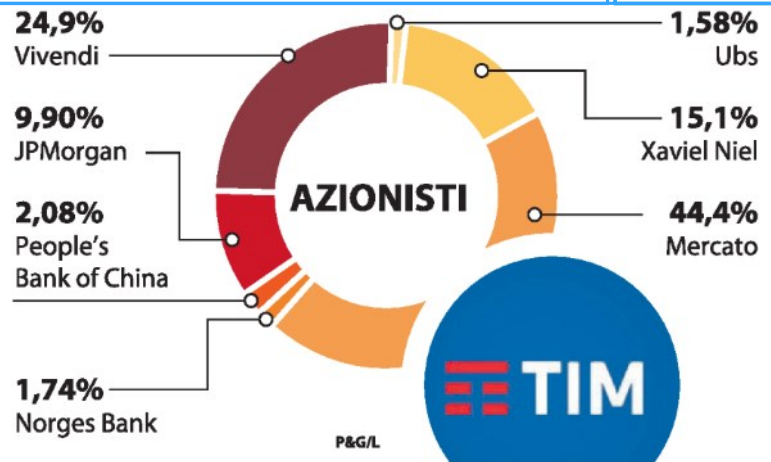 24,9%
Vivendi
9,90%
JPMorgan
2,08%
People's
Bank of China
1,74%
Norges Bank
AZIONISTI
1,58%
Ubs
15,1%
Xaviel Niel
44,4%
Mercato
TIM
P&G/L